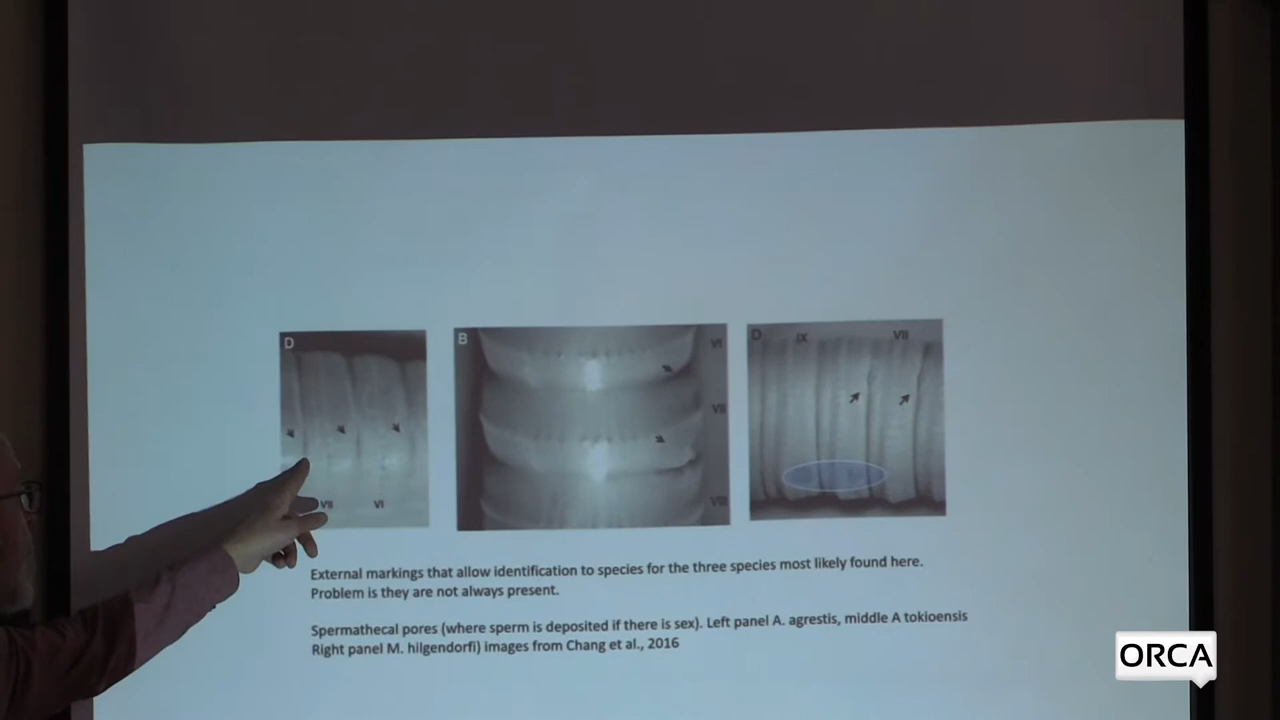 D
VII VI
B
VI
VII
VIII
D IX VII
External markings that allow identification to species for the three species most likely found here.
Problem is they are not always present.
Spermathecal pores (where sperm is deposited if there is sex). Left panel A. agrestis, middle A tokioensis
Right panel M. hilgendorfi) images from Chang et al., 2016
ORCA